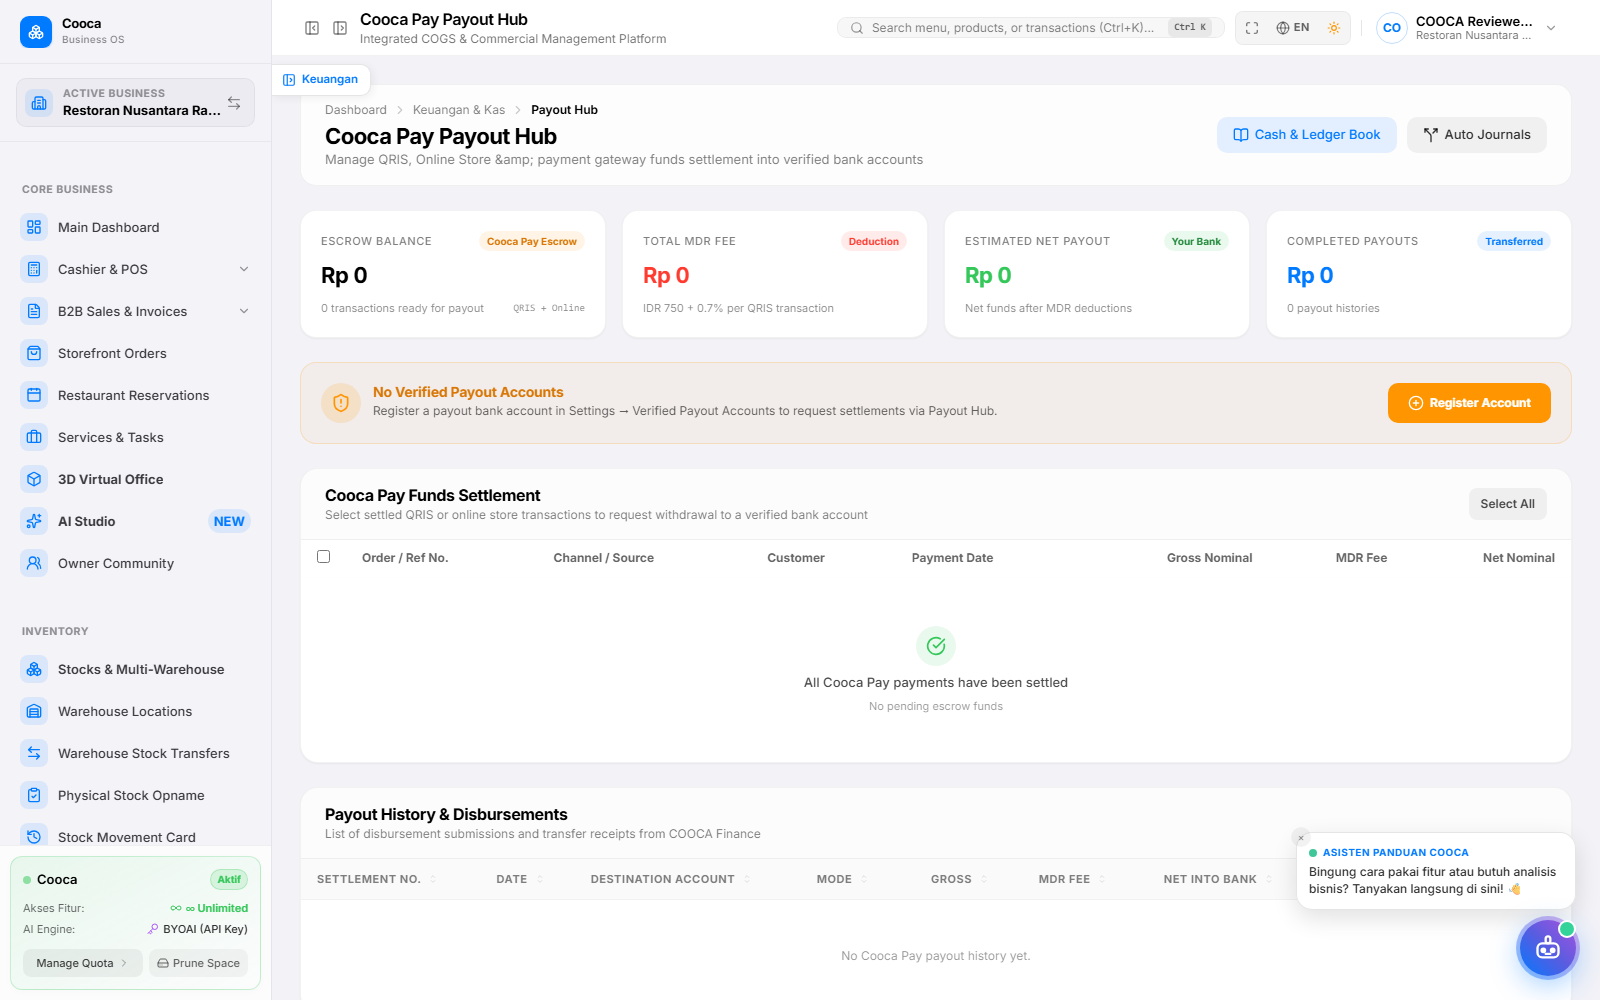 Cooca
Business OS
ACTIVE BUSINESS
Restoran Nusantara Ra...
CORE BUSINESS
Main Dashboard
Cashier & POS
B2B Sales & Invoices
Storefront Orders
Restaurant Reservations
Services & Tasks
3D Virtual Office
AI Studio NEW
Owner Community
INVENTORY
Stocks & Multi-Warehouse
Warehouse Locations
Warehouse Stock Transfers
Physical Stock Opname
Stock Movement Card
Cooca Aktif
Akses Fitur: ∞ Unlimited
AI Engine: BYOAI (API Key)
Manage Quota Prune Space
Cooca Pay Payout Hub
Integrated COGS & Commercial Management Platform
Search menu, products, or transactions (Ctrl+K)... Ctrl K
EN
CO
COOCA Reviewe...
Restoran Nusantara ...
Keuangan
Dashboard Keuangan & Kas Payout Hub
Cooca Pay Payout Hub
Manage QRIS, Online Store &amp; payment gateway funds settlement into verified bank accounts
Cash & Ledger Book Auto Journals
ESCROW BALANCE Cooca Pay Escrow
Rp 0
0 transactions ready for payout QRIS + Online
TOTAL MDR FEE Deduction
Rp 0
IDR 750 + 0.7% per QRIS transaction
ESTIMATED NET PAYOUT Your Bank
Rp 0
Net funds after MDR deductions
COMPLETED PAYOUTS Transferred
Rp 0
0 payout histories
No Verified Payout Accounts
Register a payout bank account in Settings → Verified Payout Accounts to request settlements via Payout Hub.
Register Account
Cooca Pay Funds Settlement
Select settled QRIS or online store transactions to request withdrawal to a verified bank account
Select All
Order / Ref No. Channel / Source Customer Payment Date Gross Nominal MDR Fee Net Nominal
All Cooca Pay payments have been settled
No pending escrow funds
Payout History & Disbursements
List of disbursement submissions and transfer receipts from COOCA Finance
SETTLEMENT NO. DATE DESTINATION ACCOUNT MODE GROSS MDR FEE NET INTO BANK
No Cooca Pay payout history yet.
×
ASISTEN PANDUAN COOCA
Bingung cara pakai fitur atau butuh analisis
bisnis? Tanyakan langsung di sini! 👋